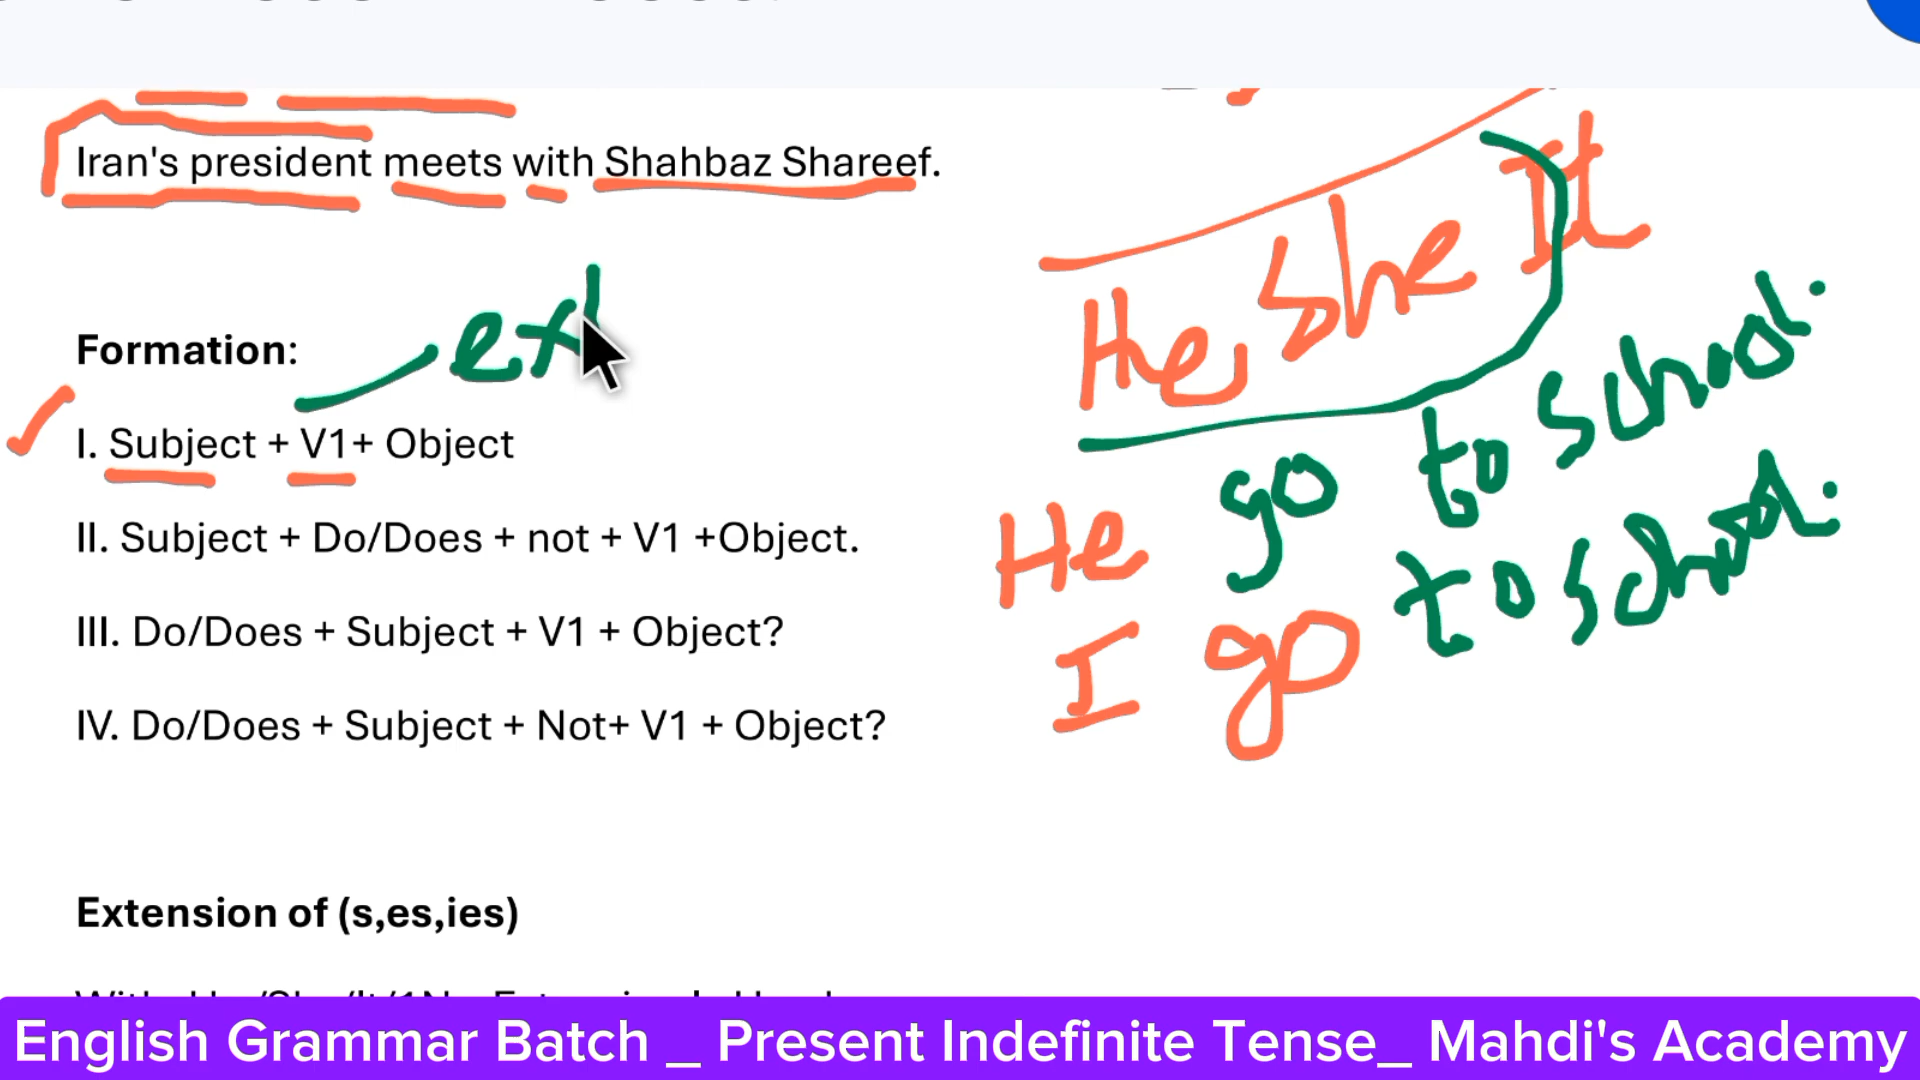 Iran's president meets with Shahbaz Shareef.
He, She It
Formation:
ext
I. Subject + V1+ Object
II. Subject + Do/Does + not + V1 +Object.
III. Do/Does + Subject + V1 + Object?
IV. Do/Does + Subject + Not+ V1 + Object?
He go to school.
I go to school.
Extension of (s,es,ies)
English Grammar Batch _ Present Indefinite Tense_ Mahdi's Academy